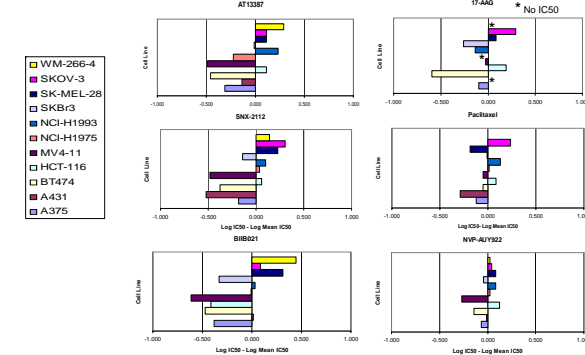 AT13387
17-AAG
* No IC50
Cell Line
-1.000 -0.500 0.000 0.500 1.000
Cell Line
* * *
-1.000 -0.500 0.000 0.500 1.00
WM-266-4
SKOV-3
SK-MEL-28
SKBr3
NCI-H1993
NCI-H1975
MV4-11
HCT-116
BT474
A431
A375
SNX-2112
Cell Line
-1.000 -0.500 0.000 0.500 1.000
Log IC50 - Log Mean IC50
Paclitaxel
Cell Line
-1.000 -0.500 0.000 0.500 1.00
Log IC50- Log Mean IC50
BIIB021
Cell Line
-1.000 -0.500 0.000 0.500 1.000
Log IC50 - Log Mean IC50
NVP-AUY922
Cell Line
-1.000 -0.500 0.000 0.500 1.0
Log IC50 - Log Mean IC50